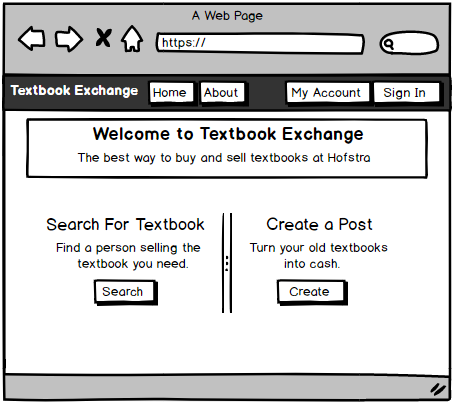 A Web Page
https://
Textbook Exchange Home About My Account Sign In
Welcome to Textbook Exchange
The best way to buy and sell textbooks at Hofstra
Search For Textbook
Find a person selling the
textbook you need.
Search
Create a Post
Turn your old textbooks
into cash.
Create